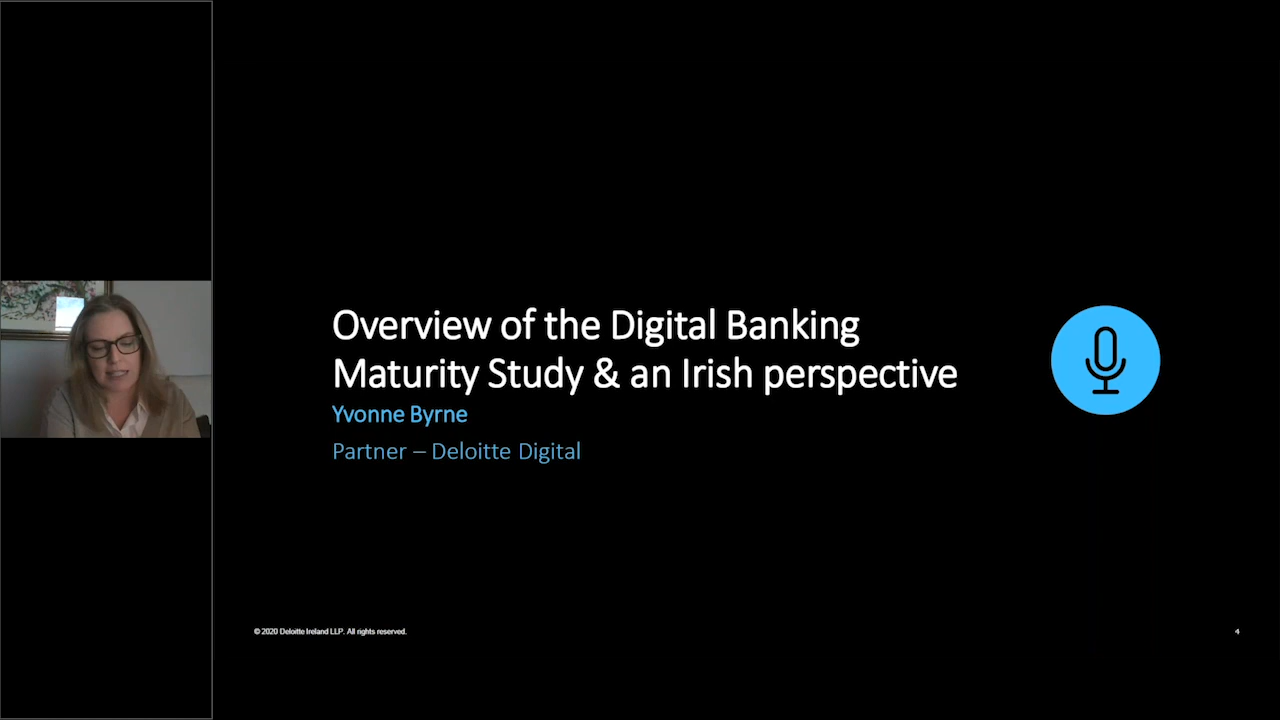 Overview of the Digital Banking
Maturity Study & an Irish perspective
Yvonne Byrne
Partner – Deloitte Digital
© 2020 Deloitte Ireland LLP. All rights reserved.
4